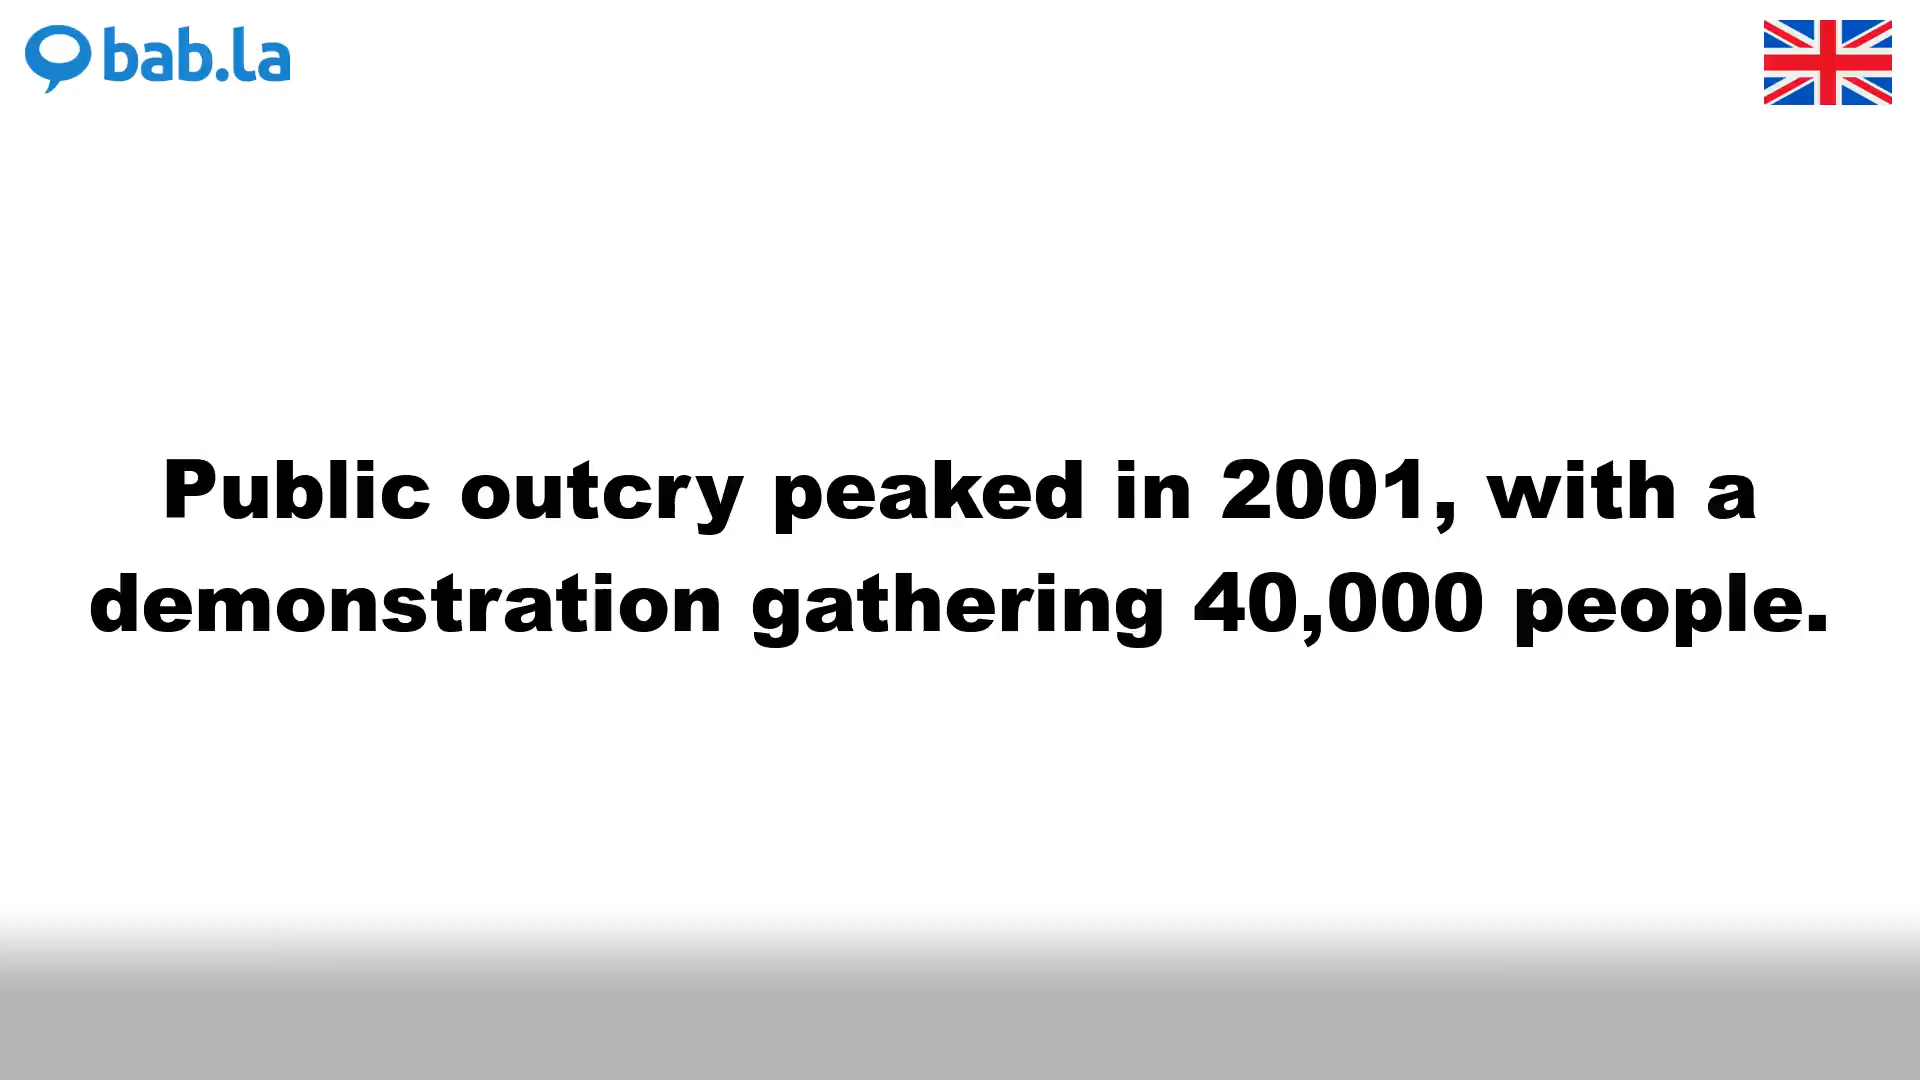 bab.la
Public outcry peaked in 2001, with a
demonstration gathering 40,000 people.